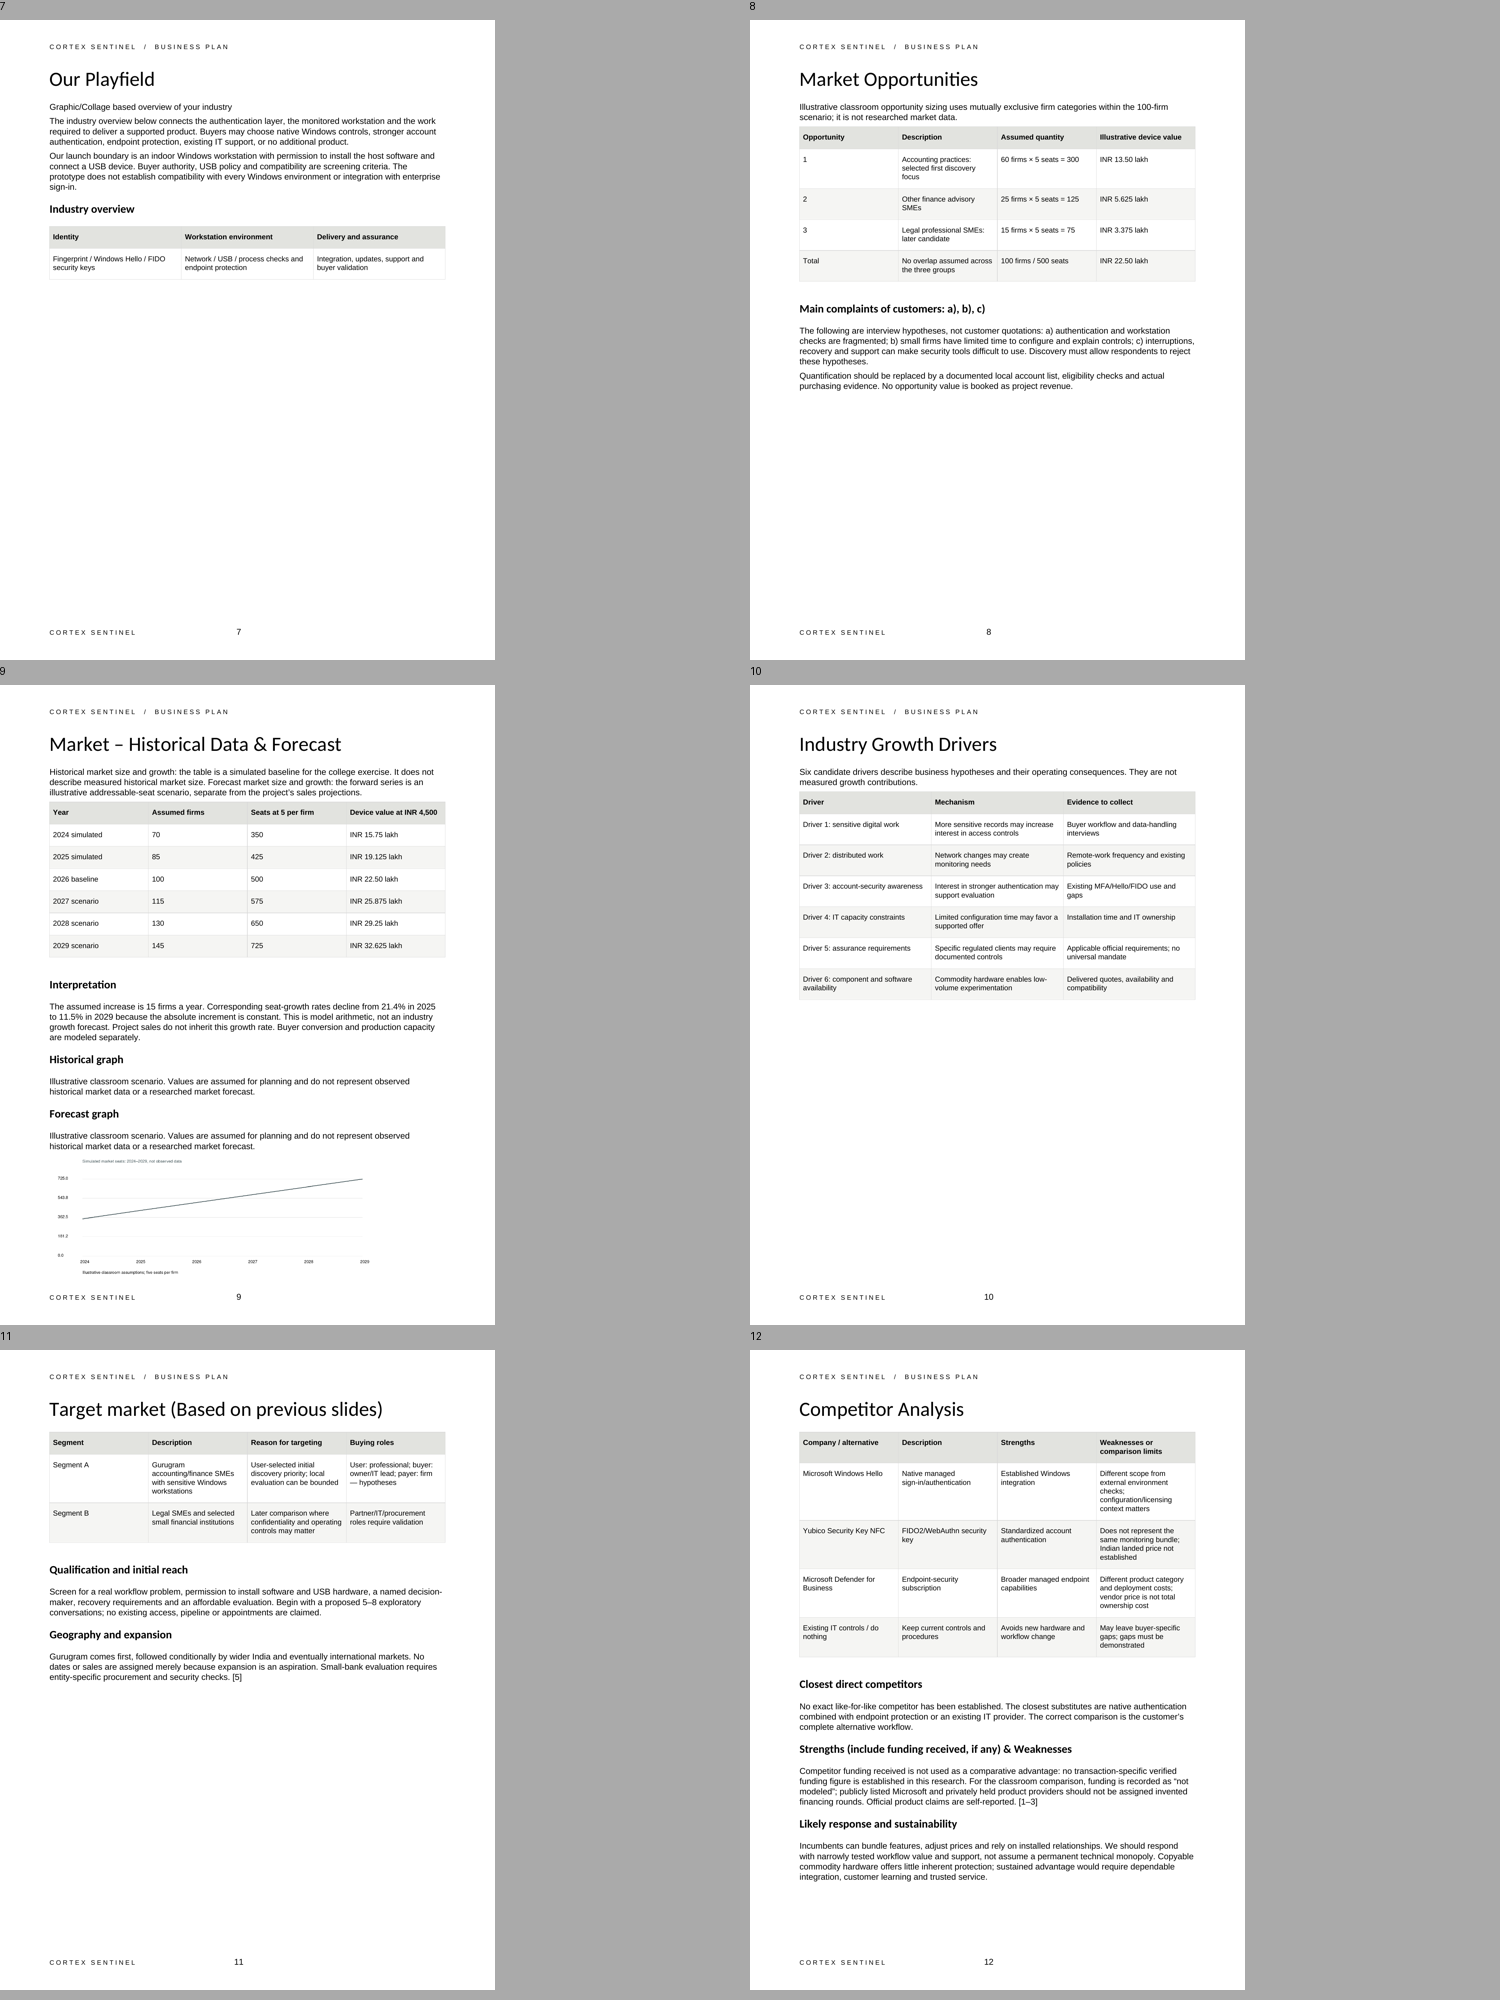 7
CORTEX SENTINEL / BUSINESS PLAN
Our Playfield
Graphic/Collage based overview of your industry
The industry overview below connects the authentication layer, the monitored workstation and the work
required to deliver a supported product. Buyers may choose native Windows controls, stronger account
authentication, endpoint protection, existing IT support, or no additional product.
Our launch boundary is an indoor Windows workstation with permission to install the host software and
connect a USB device. Buyer authority, USB policy and compatibility are screening criteria. The
prototype does not establish compatibility with every Windows environment or integration with enterprise
sign-in.
Industry overview
Identity Workstation environment Delivery and assurance
Fingerprint / Windows Hello / FIDO security keys Network / USB / process checks and endpoint protection Integration, updates, support and buyer validation
CORTEX SENTINEL 7
8
CORTEX SENTINEL / BUSINESS PLAN
Market Opportunities
Illustrative classroom opportunity sizing uses mutually exclusive firm categories within the 100-firm
scenario; it is not researched market data.
Opportunity Description Assumed quantity Illustrative device value
1 Accounting practices: selected first discovery focus 60 firms × 5 seats = 300 INR 13.50 lakh
2 Other finance advisory SMEs 25 firms × 5 seats = 125 INR 5.625 lakh
3 Legal professional SMEs: later candidate 15 firms × 5 seats = 75 INR 3.375 lakh
Total No overlap assumed across the three groups 100 firms / 500 seats INR 22.50 lakh
Main complaints of customers: a), b), c)
The following are interview hypotheses, not customer quotations: a) authentication and workstation
checks are fragmented; b) small firms have limited time to configure and explain controls; c) interruptions,
recovery and support can make security tools difficult to use. Discovery must allow respondents to reject
these hypotheses.
Quantification should be replaced by a documented local account list, eligibility checks and actual
purchasing evidence. No opportunity value is booked as project revenue.
CORTEX SENTINEL 8
9
CORTEX SENTINEL / BUSINESS PLAN
Market – Historical Data & Forecast
Historical market size and growth: the table is a simulated baseline for the college exercise. It does not
describe measured historical market size. Forecast market size and growth: the forward series is an
illustrative addressable-seat scenario, separate from the project's sales projections.
Year Assumed firms Seats at 5 per firm Device value at INR 4,500
2024 simulated 70 350 INR 15.75 lakh
2025 simulated 85 425 INR 19.125 lakh
2026 baseline 100 500 INR 22.50 lakh
2027 scenario 115 575 INR 25.875 lakh
2028 scenario 130 650 INR 29.25 lakh
2029 scenario 145 725 INR 32.625 lakh
Interpretation
The assumed increase is 15 firms a year. Corresponding seat-growth rates decline from 21.4% in 2025
to 11.5% in 2029 because the absolute increment is constant. This is model arithmetic, not an industry
growth forecast. Project sales do not inherit this growth rate. Buyer conversion and production capacity
are modeled separately.
Historical graph
Illustrative classroom scenario. Values are assumed for planning and do not represent observed
historical market data or a researched market forecast.
Forecast graph
Illustrative classroom scenario. Values are assumed for planning and do not represent observed
historical market data or a researched market forecast.
Simulated market seats: 2024–2029, not observed data
725.0
543.8
362.5
181.2
0.0
2024 2025 2026 2027 2028 2029
Illustrative classroom assumptions; five seats per firm
CORTEX SENTINEL 9
10
CORTEX SENTINEL / BUSINESS PLAN
Industry Growth Drivers
Six candidate drivers describe business hypotheses and their operating consequences. They are not
measured growth contributions.
Driver Mechanism Evidence to collect
Driver 1: sensitive digital work More sensitive records may increase interest in access controls Buyer workflow and data-handling interviews
Driver 2: distributed work Network changes may create monitoring needs Remote-work frequency and existing policies
Driver 3: account-security awareness Interest in stronger authentication may support evaluation Existing MFA/Hello/FIDO use and gaps
Driver 4: IT capacity constraints Limited configuration time may favor a supported offer Installation time and IT ownership
Driver 5: assurance requirements Specific regulated clients may require documented controls Applicable official requirements; no universal mandate
Driver 6: component and software availability Commodity hardware enables low-volume experimentation Delivered quotes, availability and compatibility
CORTEX SENTINEL 10
11
CORTEX SENTINEL / BUSINESS PLAN
Target market (Based on previous slides)
Segment Description Reason for targeting Buying roles
Segment A Gurugram accounting/finance SMEs with sensitive Windows workstations User-selected initial discovery priority; local evaluation can be bounded User: professional; buyer: owner/IT lead; payer: firm — hypotheses
Segment B Legal SMEs and selected small financial institutions Later comparison where confidentiality and operating controls may matter Partner/IT/procurement roles require validation
Qualification and initial reach
Screen for a real workflow problem, permission to install software and USB hardware, a named decision-
maker, recovery requirements and an affordable evaluation. Begin with a proposed 5–8 exploratory
conversations; no existing access, pipeline or appointments are claimed.
Geography and expansion
Gurugram comes first, followed conditionally by wider India and eventually international markets. No
dates or sales are assigned merely because expansion is an aspiration. Small-bank evaluation requires
entity-specific procurement and security checks. [5]
CORTEX SENTINEL 11
12
CORTEX SENTINEL / BUSINESS PLAN
Competitor Analysis
Company / alternative Description Strengths Weaknesses or comparison limits
Microsoft Windows Hello Native managed sign-in/authentication Established Windows integration Different scope from external environment checks; configuration/licensing context matters
Yubico Security Key NFC FIDO2/WebAuthn security key Standardized account authentication Does not represent the same monitoring bundle; Indian landed price not established
Microsoft Defender for Business Endpoint-security subscription Broader managed endpoint capabilities Different product category and deployment costs; vendor price is not total ownership cost
Existing IT controls / do nothing Keep current controls and procedures Avoids new hardware and workflow change May leave buyer-specific gaps; gaps must be demonstrated
Closest direct competitors
No exact like-for-like competitor has been established. The closest substitutes are native authentication
combined with endpoint protection or an existing IT provider. The correct comparison is the customer's
complete alternative workflow.
Strengths (include funding received, if any) & Weaknesses
Competitor funding received is not used as a comparative advantage: no transaction-specific verified
funding figure is established in this research. For the classroom comparison, funding is recorded as “not
modeled”; publicly listed Microsoft and privately held product providers should not be assigned invented
financing rounds. Official product claims are self-reported. [1–3]
Likely response and sustainability
Incumbents can bundle features, adjust prices and rely on installed relationships. We should respond
with narrowly tested workflow value and support, not assume a permanent technical monopoly. Copyable
commodity hardware offers little inherent protection; sustained advantage would require dependable
integration, customer learning and trusted service.
CORTEX SENTINEL 12